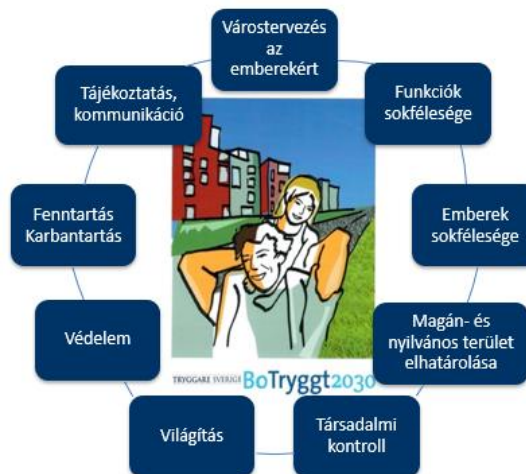 Várostervezés
az
emberekért
Funkciók
sokfélesége
Emberek
sokfélesége
Magán- és
nyilvános terület
elhatárolása
Társadalmi
kontroll
Világítás
Védelem
Fenntartás
Karbantartás
Tájékoztatás,
kommunikáció
TRYGGARE SVERIGE BoTryggt2030